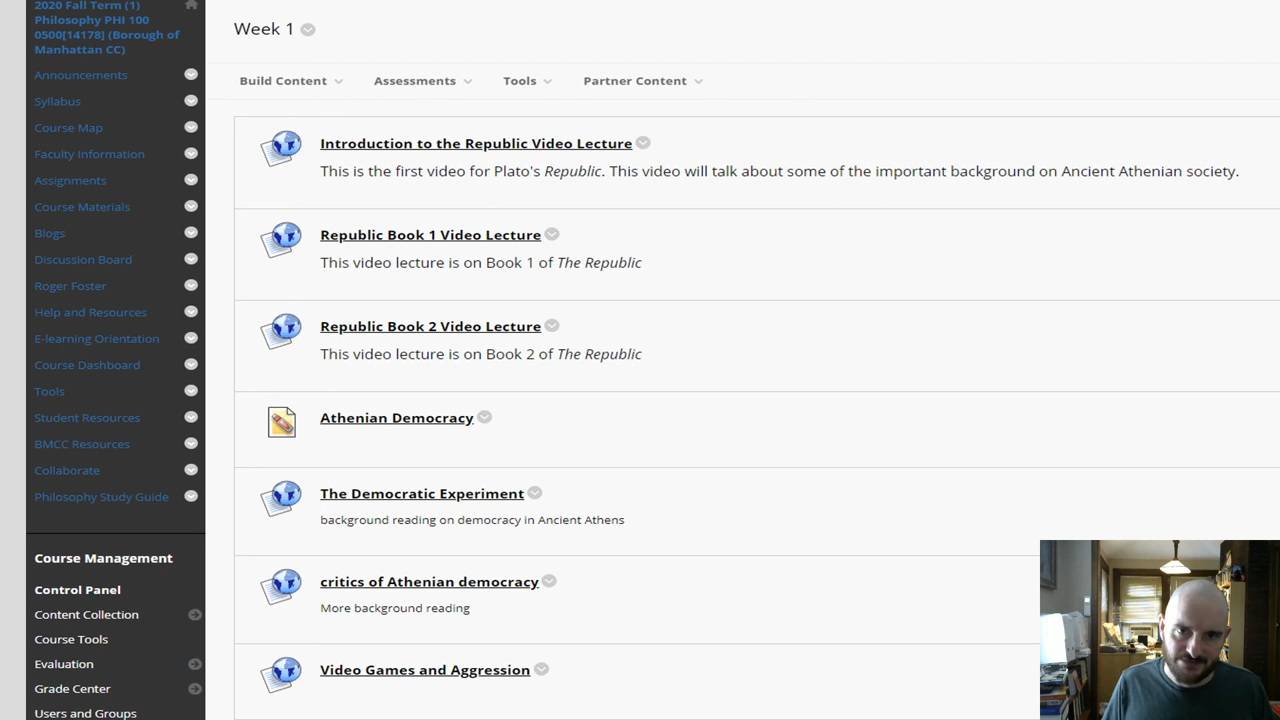 2020 Fall Term (1)
Philosophy PHI 100
0500[14178] (Borough of
Manhattan CC)
Announcements
Syllabus
Course Map
Faculty Information
Assignments
Course Materials
Blogs
Discussion Board
Roger Foster
Help and Resources
E-learning Orientation
Course Dashboard
Tools
Student Resources
BMCC Resources
Collaborate
Philosophy Study Guide
Course Management
Control Panel
Content Collection
Course Tools
Evaluation
Grade Center
Users and Groups
Week 1
Build Content Assessments Tools Partner Content
Introduction to the Republic Video Lecture
This is the first video for Plato's Republic. This video will talk about some of the important background on Ancient Athenian society.
Republic Book 1 Video Lecture
This video lecture is on Book 1 of The Republic
Republic Book 2 Video Lecture
This video lecture is on Book 2 of The Republic
Athenian Democracy
The Democratic Experiment
background reading on democracy in Ancient Athens
critics of Athenian democracy
More background reading
Video Games and Aggression